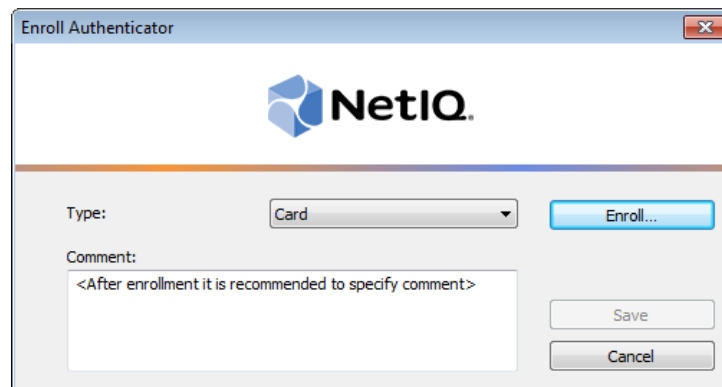 Enroll Authenticator
NetIQ.
Type:
Card
Enroll...
Comment:
<After enrollment it is recommended to specify comment>
Save
Cancel